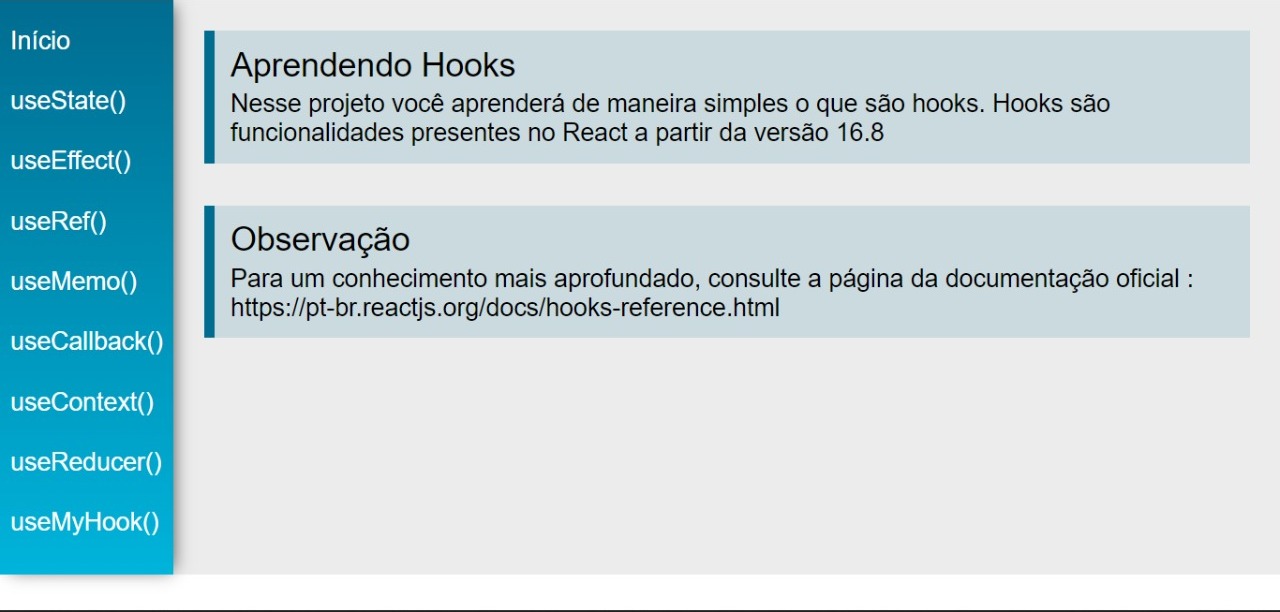 Início
useState()
useEffect()
useRef()
useMemo()
useCallback()
useContext()
useReducer()
useMyHook()
Aprendendo Hooks
Nesse projeto você aprenderá de maneira simples o que são hooks. Hooks são
funcionalidades presentes no React a partir da versão 16.8
Observação
Para um conhecimento mais aprofundado, consulte a página da documentação oficial :
https://pt-br.reactjs.org/docs/hooks-reference.html